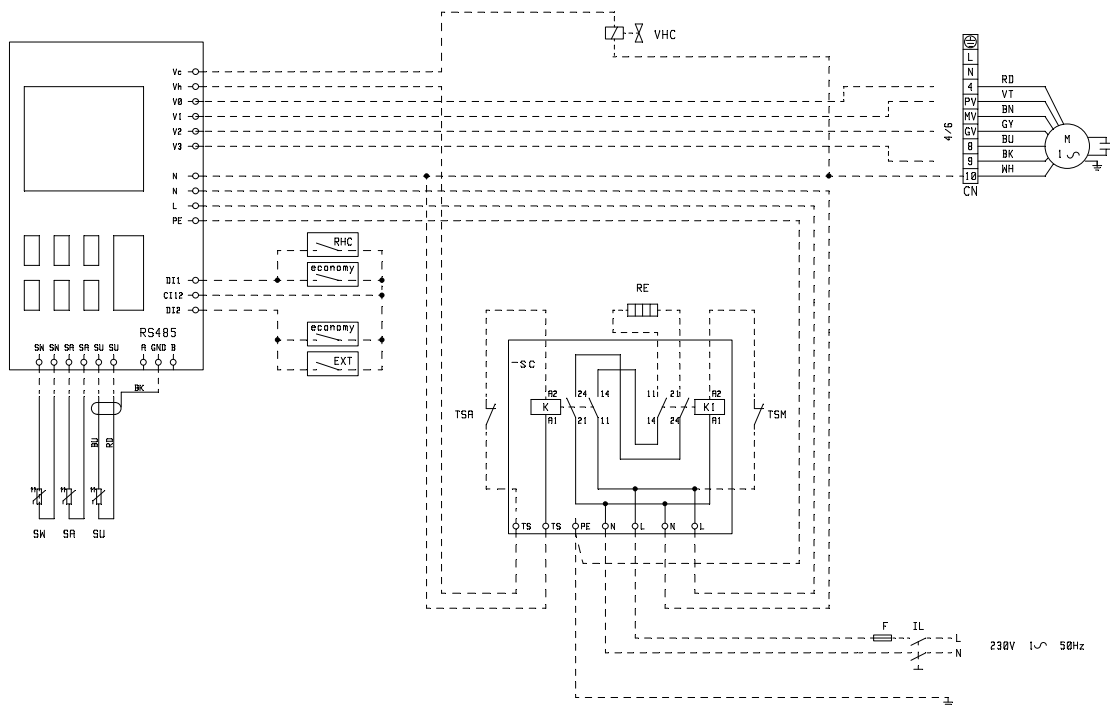 VHC
Vc
Vh
V0
V1
V2
V3
N
N
L
PE
DI1
CI12
DI2
RS485
SW SW SA SA SU SU A GND B
BK
BU
RD
SW SA SU
RHC
economy
economy
EXT
L
N
4
PV
MV
GV
8
9
10
CN
4/6
RD
VT
BN
GY
BU
BK
WH
M
1
RE
-SC
TSA
TSM
K
A2
A1
24 14
21 11
11 21
14 24
KI
A2
A1
TS TS PE N L N L
F IL
L
N
230V 1 50Hz